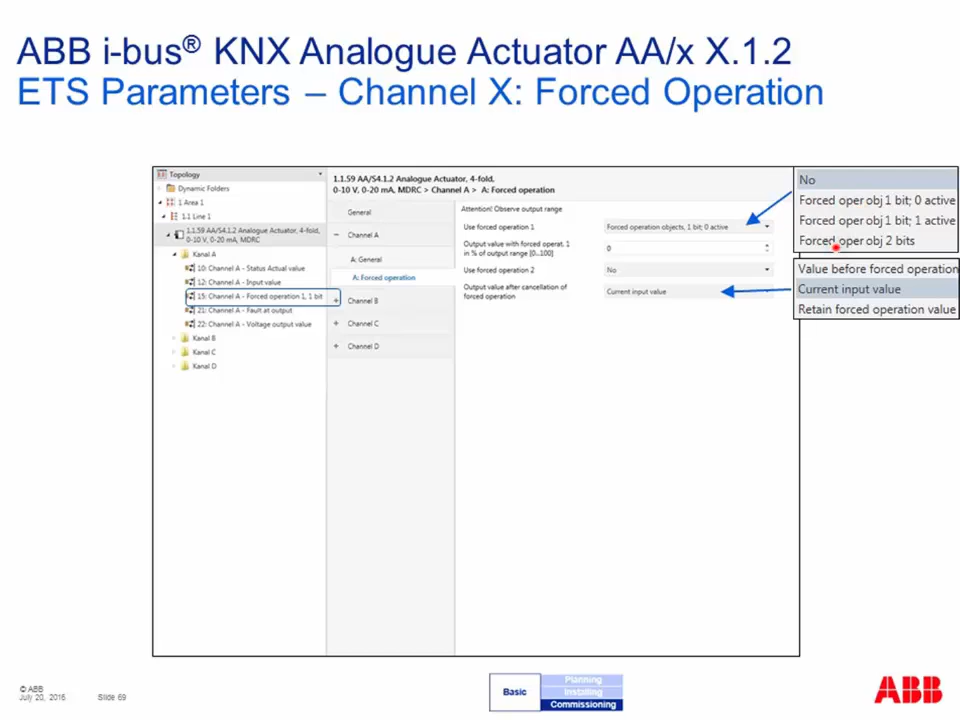 ABB i-bus® KNX Analogue Actuator AA/x X.1.2
ETS Parameters – Channel X: Forced Operation
Topology
Dynamic Folders
1 Area 1
1.1 Line 1
1.1.59 AA/S4.1.2 Analogue Actuator, 4-fold,
0-10 V, 0-20 mA, MDRC
Kanal A
10: Channel A - Status Actual value
12: Channel A - Input value
15: Channel A - Forced operation 1, 1 bit
21: Channel A - Fault at output
22: Channel A - Voltage output value
Kanal B
Kanal C
Kanal D
1.1.59 AA/S4.1.2 Analogue Actuator, 4-fold,
0-10 V, 0-20 mA, MDRC > Channel A > A: Forced operation
General
Channel A
A: General
A: Forced operation
Channel B
Channel C
Channel D
Attention! Observe output range
Use forced operation 1
Forced operation objects, 1 bit; 0 active
Output value with forced operat. 1
in % of output range [0..100]
0
Use forced operation 2
No
Output value after cancellation of
forced operation
Current input value
No
Forced oper obj 1 bit; 0 active
Forced oper obj 1 bit; 1 active
Forced oper obj 2 bits
Value before forced operation
Current input value
Retain forced operation value
© ABB
July 20, 2016
Slide 69
Basic
Planning
Installing
Commissioning
ABB